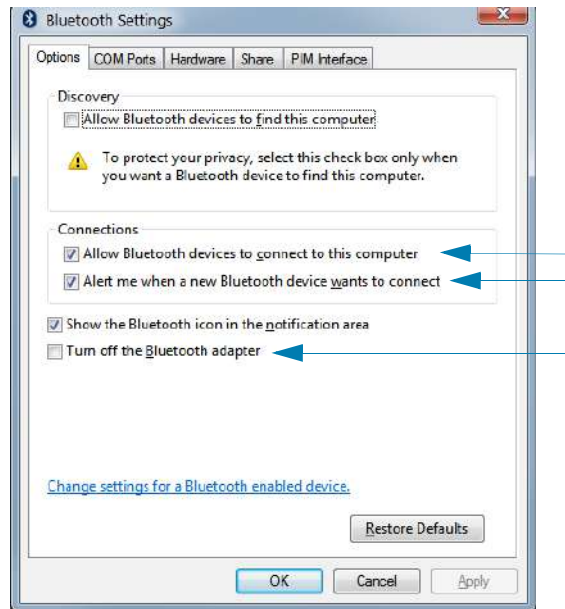 Bluetooth Settings
Options COM Ports Hardware Share PIM Interface
Discovery
Allow Bluetooth devices to find this computer
To protect your privacy, select this check box only when
you want a Bluetooth device to find this computer.
Connections
Allow Bluetooth devices to connect to this computer
Alert me when a new Bluetooth device wants to connect
Show the Bluetooth icon in the notification area
Turn off the Bluetooth adapter
Change settings for a Bluetooth enabled device.
Restore Defaults
OK Cancel Apply